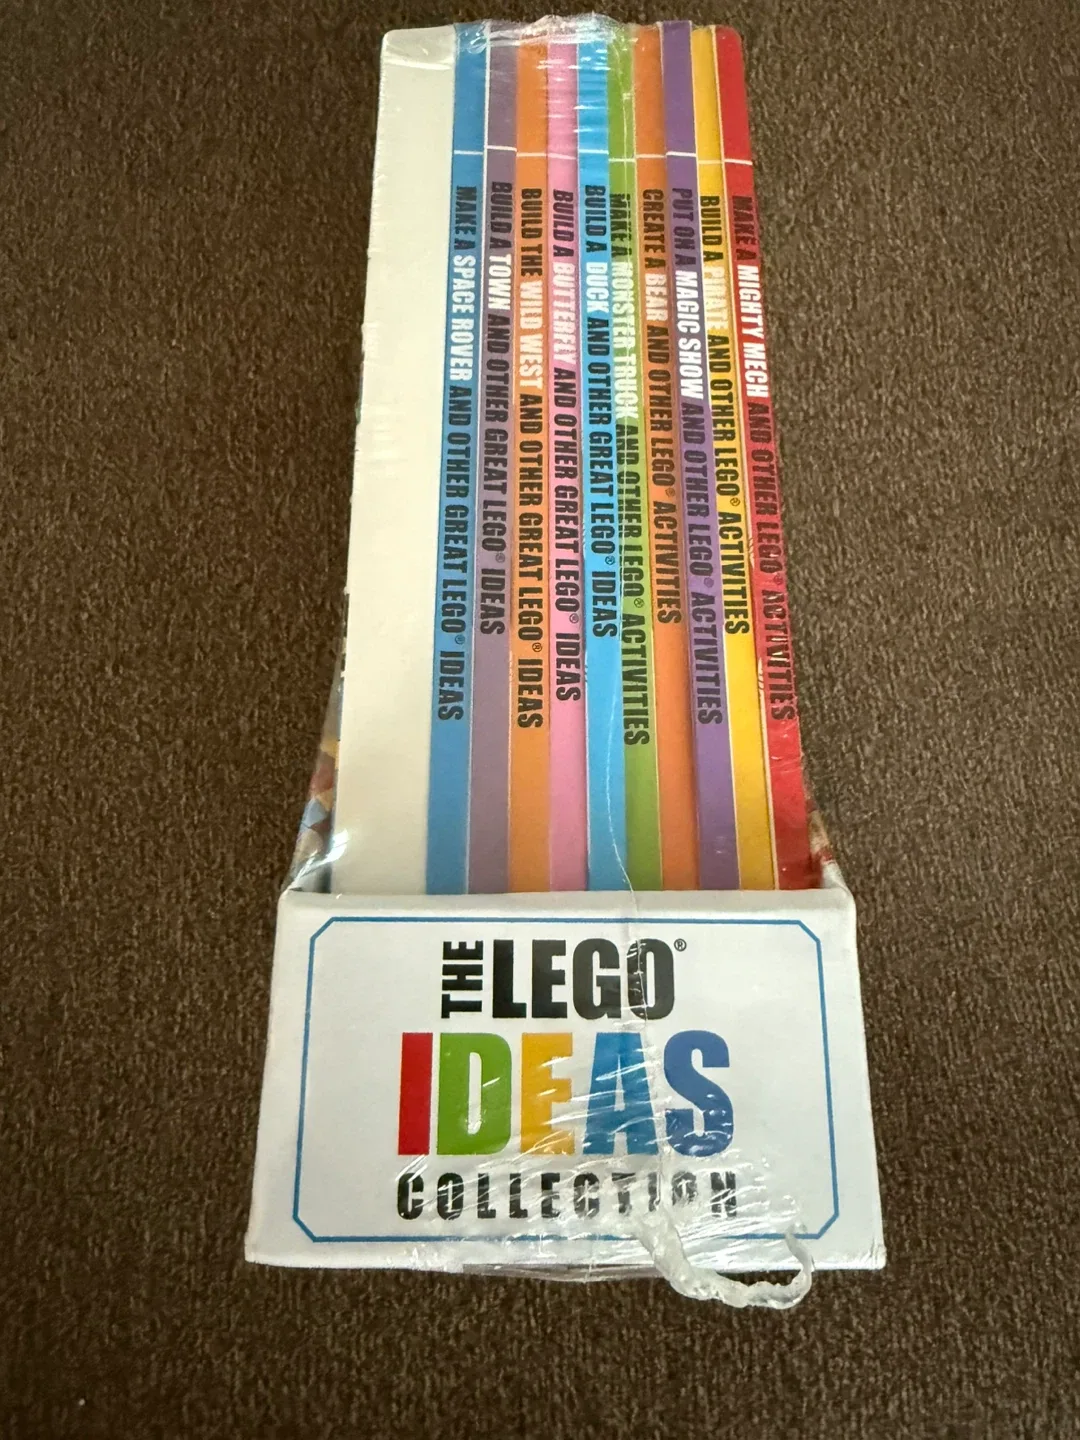 MAKE A SPACE ROVER AND OTHER GREAT LEGO® IDEAS
BUILD A TOWN AND OTHER GREAT LEGO® IDEAS
BUILD THE WILD WEST AND OTHER GREAT LEGO® IDEAS
BUILD A BUTTERFLY AND OTHER GREAT LEGO® IDEAS
BUILD A DUCK AND OTHER GREAT LEGO® IDEAS
MAKE A MONSTER TRUCK AND OTHER LEGO® ACTIVITIES
CREATE A BEAR AND OTHER LEGO® ACTIVITIES
PUT ON A MAGIC SHOW AND OTHER LEGO® ACTIVITIES
BUILD A PIRATE AND OTHER LEGO® ACTIVITIES
MAKE A MIGHTY MECH AND OTHER LEGO® ACTIVITIES
THE LEGO®
IDEAS
COLLECTION